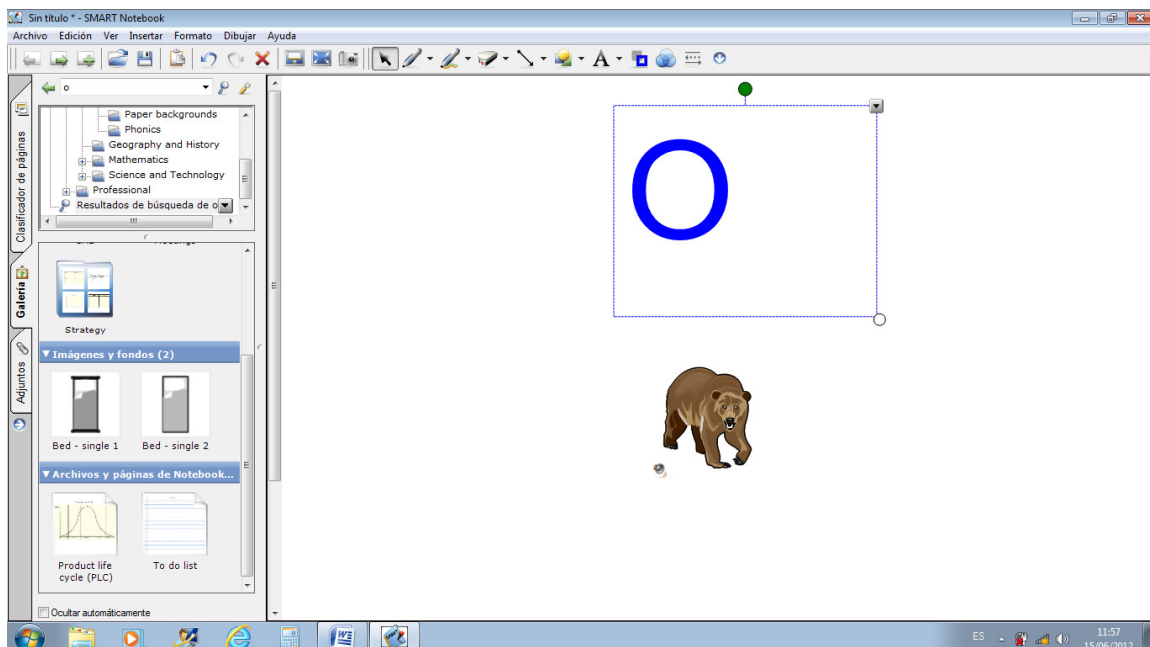 Sin título * - SMART Notebook
Archivo Edición Ver Insertar Formato Dibujar Ayuda
Clasificador de páginas
Galería
Adjuntos
o
Paper backgrounds
Phonics
Geography and History
Mathematics
Science and Technology
Professional
Resultados de búsqueda de o
Strategy
Imágenes y fondos (2)
Bed - single 1 Bed - single 2
Archivos y páginas de Notebook...
Product life To do list
cycle (PLC)
Ocultar automáticamente
O
ES 11:57
15/06/2012